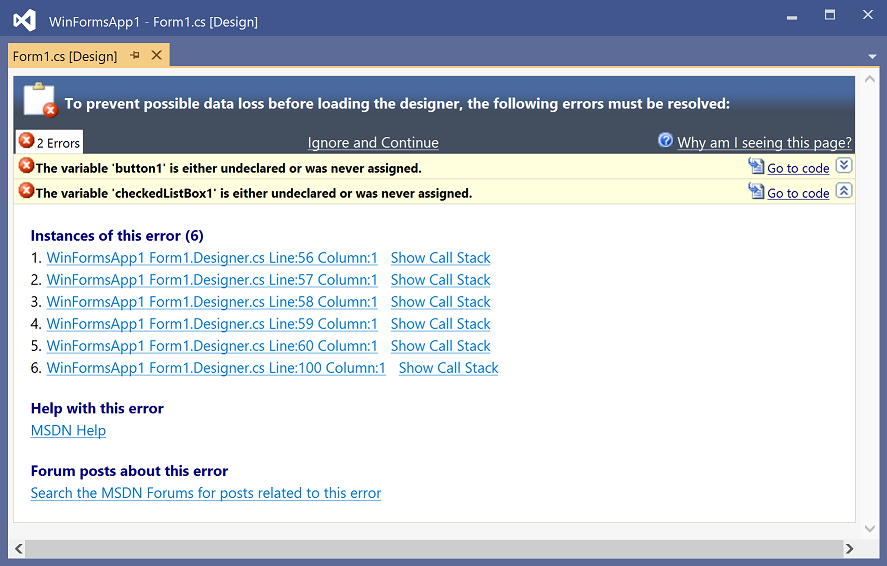 WinFormsApp1 - Form1.cs [Design]
Form1.cs [Design]
To prevent possible data loss before loading the designer, the following errors must be resolved:
2 Errors Ignore and Continue Why am I seeing this page?
The variable 'button1' is either undeclared or was never assigned. Go to code
The variable 'checkedListBox1' is either undeclared or was never assigned. Go to code
Instances of this error (6)
1. WinFormsApp1 Form1.Designer.cs Line:56 Column:1 Show Call Stack
2. WinFormsApp1 Form1.Designer.cs Line:57 Column:1 Show Call Stack
3. WinFormsApp1 Form1.Designer.cs Line:58 Column:1 Show Call Stack
4. WinFormsApp1 Form1.Designer.cs Line:59 Column:1 Show Call Stack
5. WinFormsApp1 Form1.Designer.cs Line:60 Column:1 Show Call Stack
6. WinFormsApp1 Form1.Designer.cs Line:100 Column:1 Show Call Stack
Help with this error
MSDN Help
Forum posts about this error
Search the MSDN Forums for posts related to this error